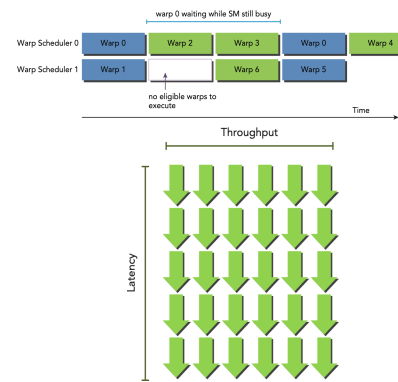 warp 0 waiting while SM still busy
Warp Scheduler 0 Warp 0 Warp 2 Warp 3 Warp 0 Warp 4
Warp Scheduler 1 Warp 1 Warp 6 Warp 5
no eligible warps to
execute
Time
Throughput
Latency